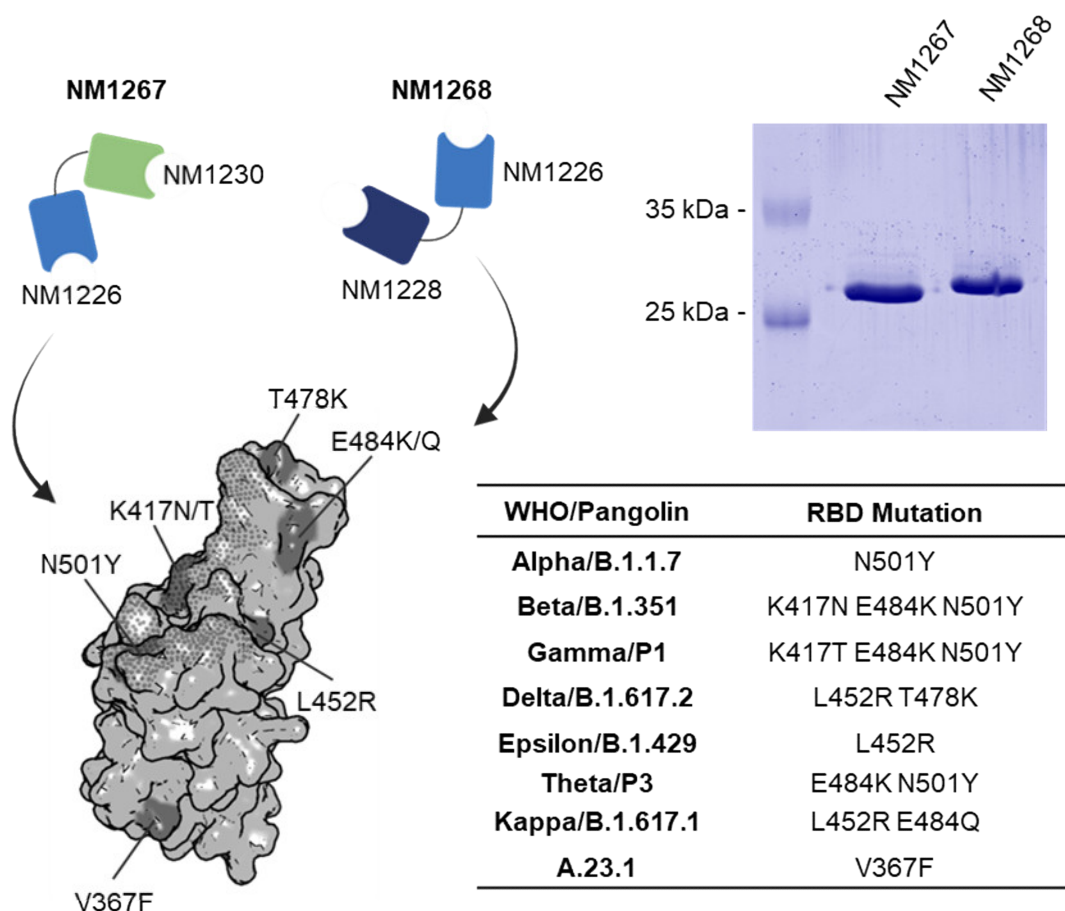 NM1267
NM1268
NM1230
NM1226
NM1226
NM1228
NM1267
NM1268
35 kDa -
25 kDa -
T478K
E484K/Q
K417N/T
N501Y
L452R
V367F
WHO/Pangolin RBD Mutation
Alpha/B.1.1.7 N501Y
Beta/B.1.351 K417N E484K N501Y
Gamma/P1 K417T E484K N501Y
Delta/B.1.617.2 L452R T478K
Epsilon/B.1.429 L452R
Theta/P3 E484K N501Y
Kappa/B.1.617.1 L452R E484Q
A.23.1 V367F